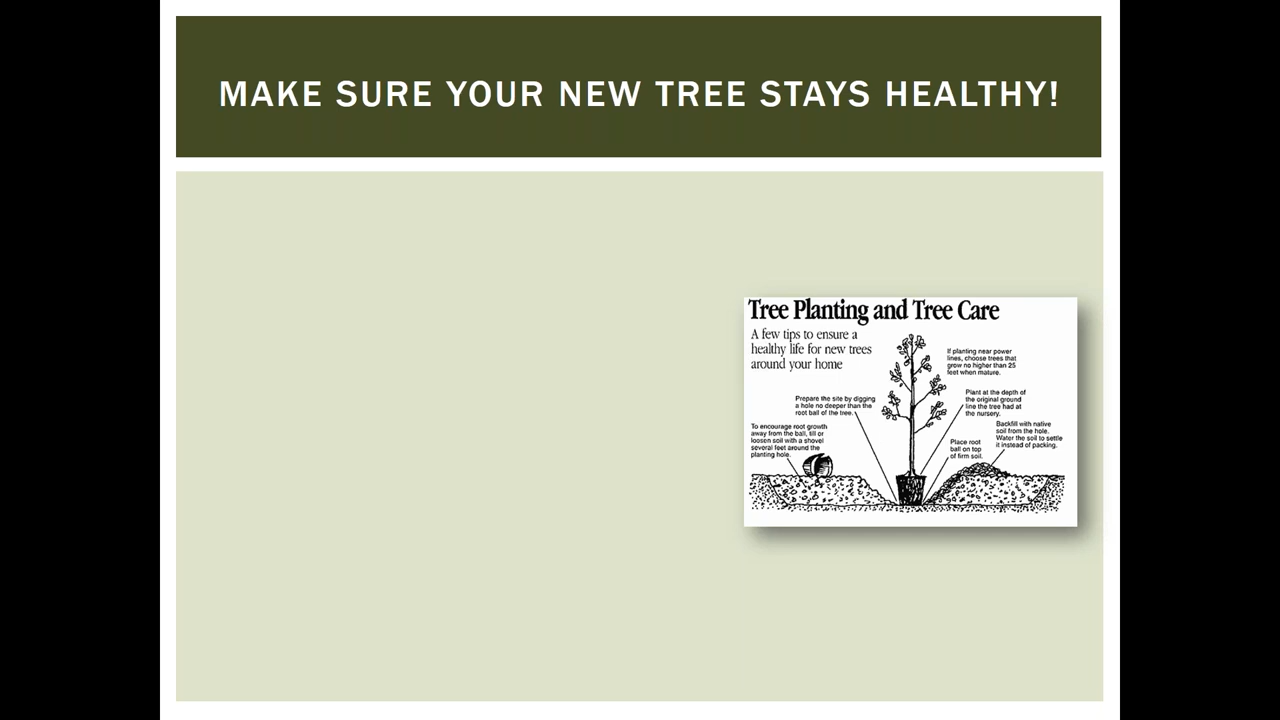 MAKE SURE YOUR NEW TREE STAYS HEALTHY!
Tree Planting and Tree Care
A few tips to ensure a
healthy life for new trees
around your home
If planting near power
lines, choose trees that
grow no higher than 25
feet when mature.
Prepare the site by digging
a hole no deeper than the
root ball of the tree.
Plant at the depth of
the original ground
line the tree had at
the nursery.
To encourage root growth
away from the ball, till or
loosen soil with a shovel
several feet around the
planting hole.
Place root
ball on top
of firm soil.
Backfill with native
soil from the hole.
Water the soil to settle
it instead of packing.